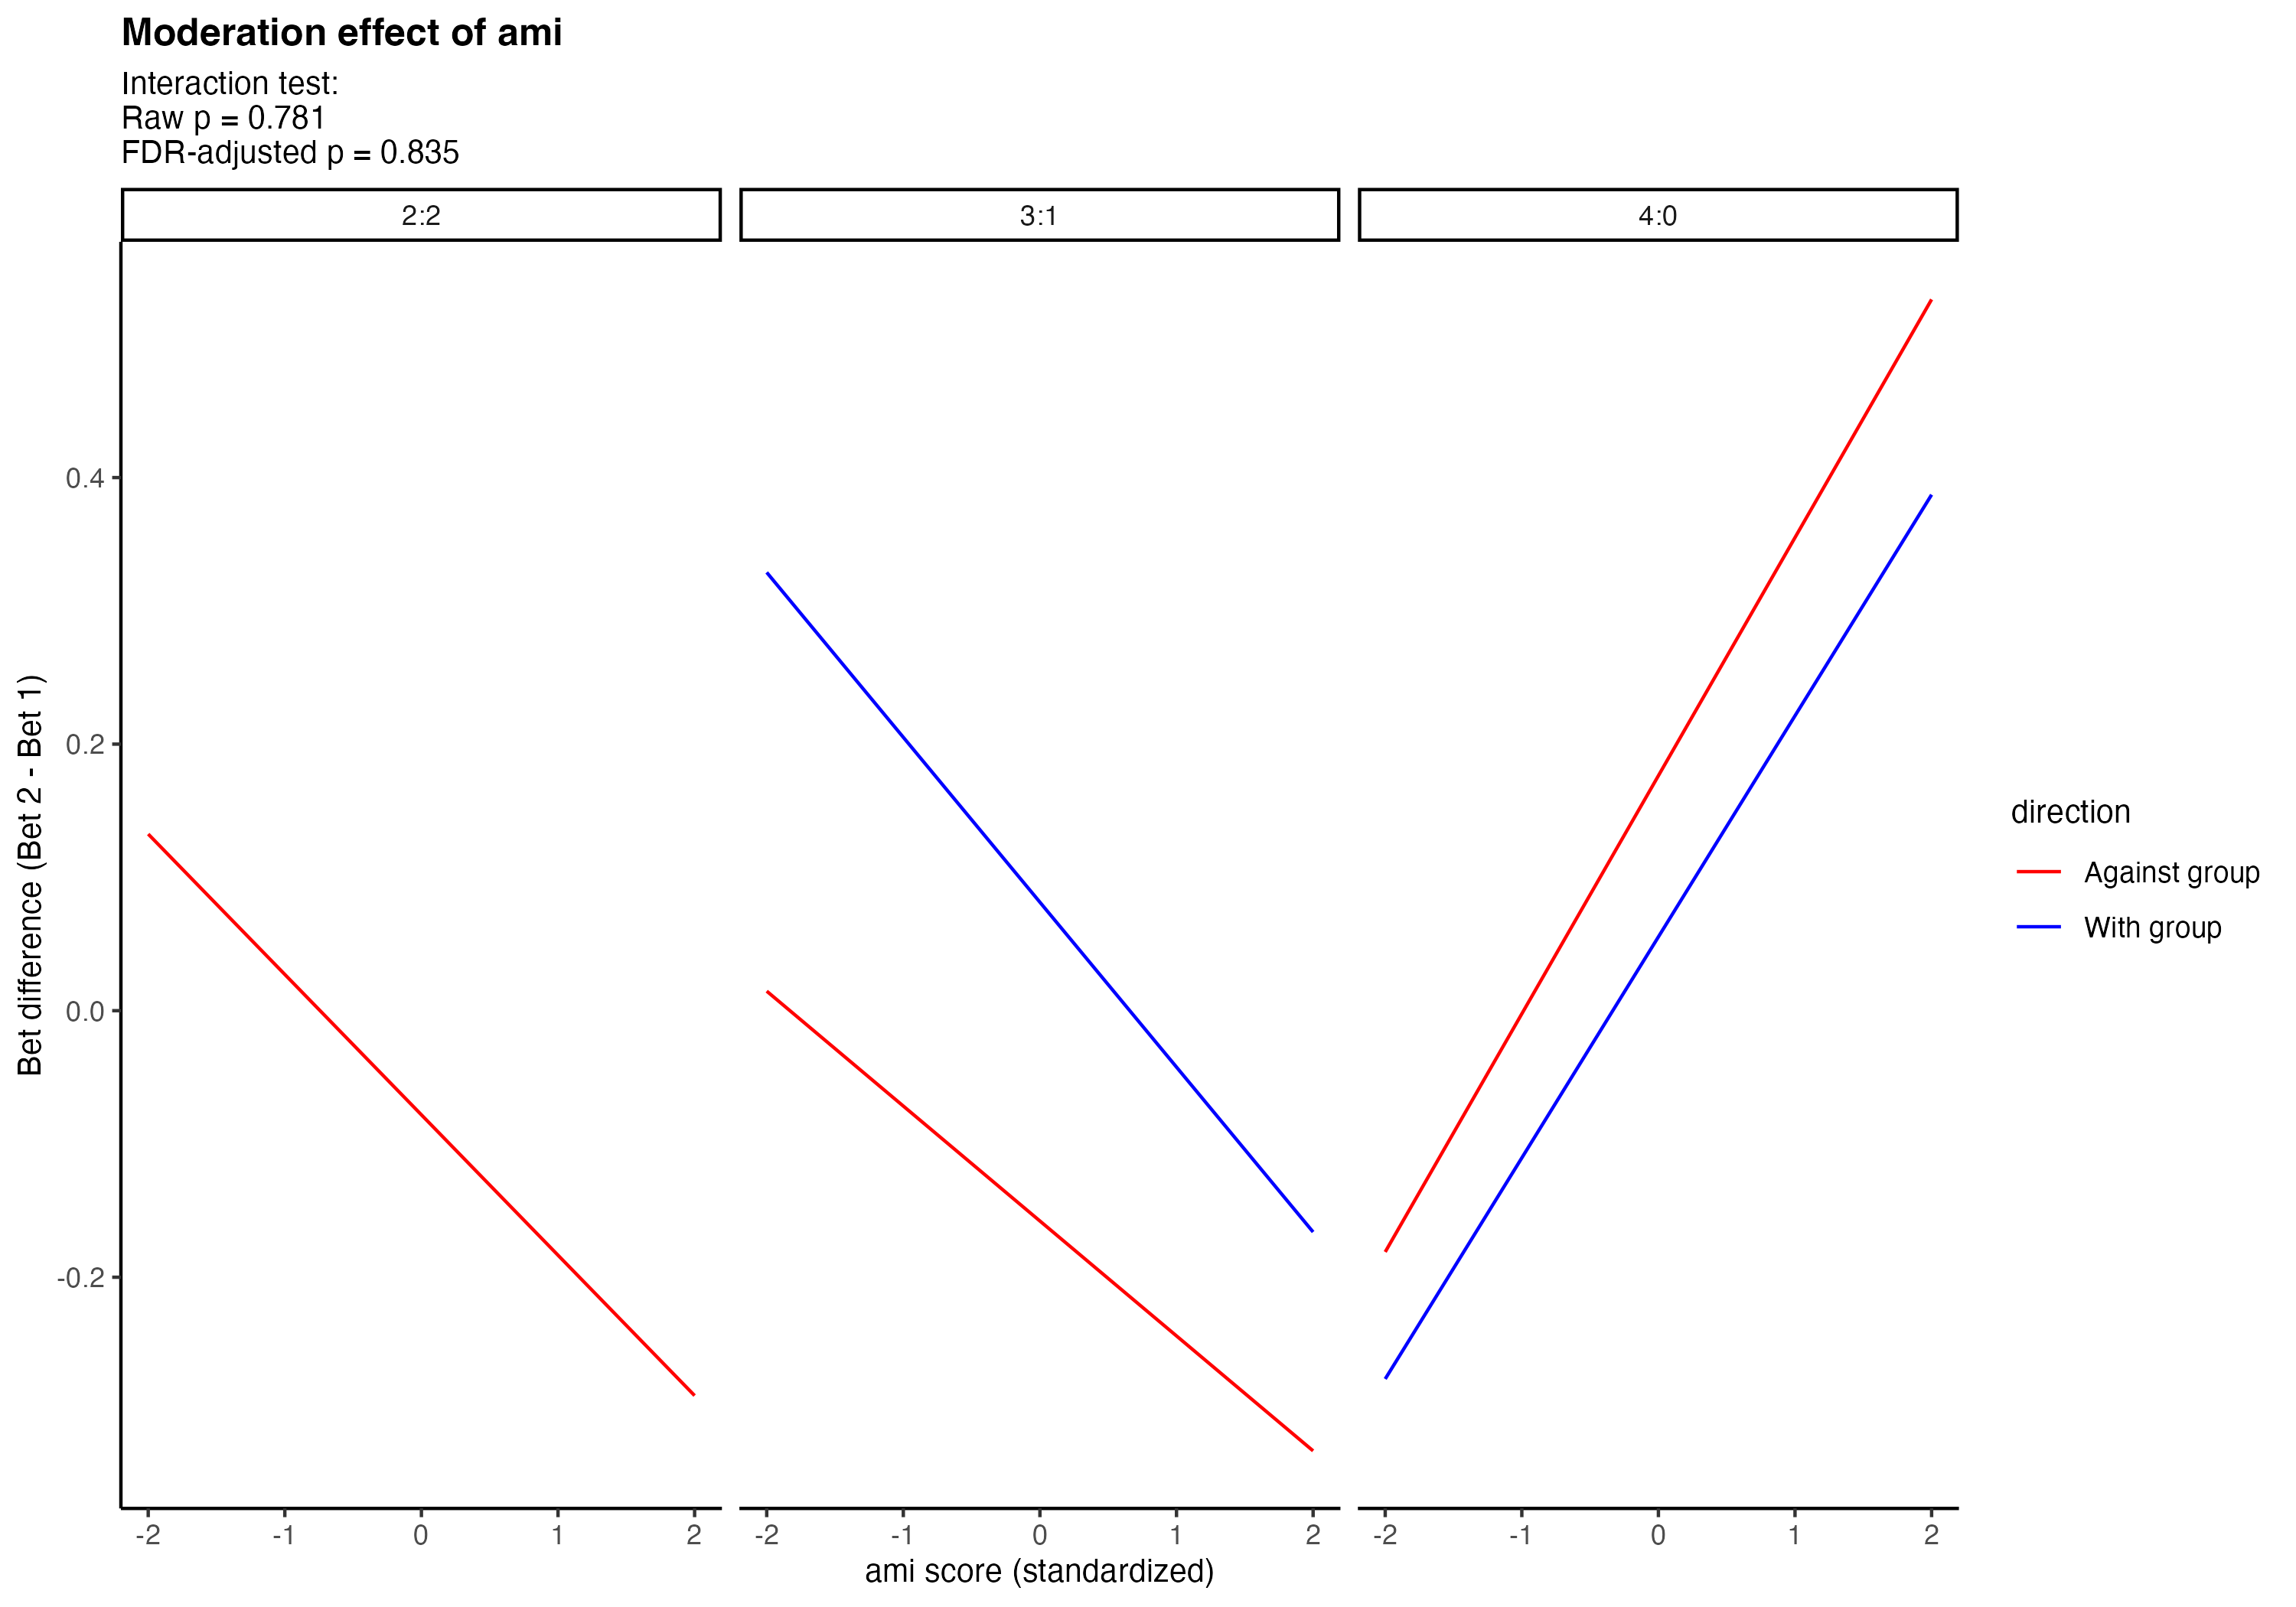 Moderation effect of ami
Interaction test:
Raw p = 0.781
FDR-adjusted p = 0.835
2:2
3:1
4:0
0.4
0.2
0.0
-0.2
Bet difference (Bet 2 - Bet 1)
-2 -1 0 1 2
-2 -1 0 1 2
-2 -1 0 1 2
ami score (standardized)
direction
Against group
With group